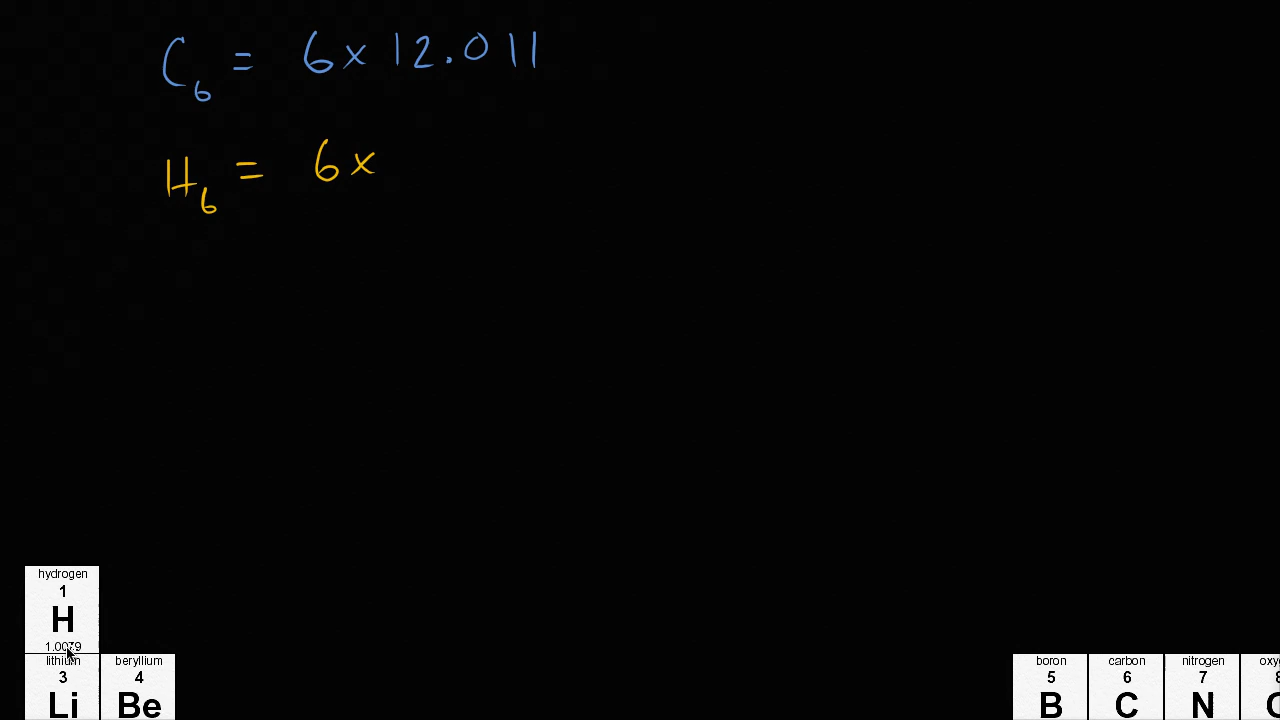 C6 = 6x12.011
H6 = 6x
hydrogen
1
H
1.0079
lithium beryllium boron carbon nitrogen
3 4 5 6 7 8
Li Be B C N